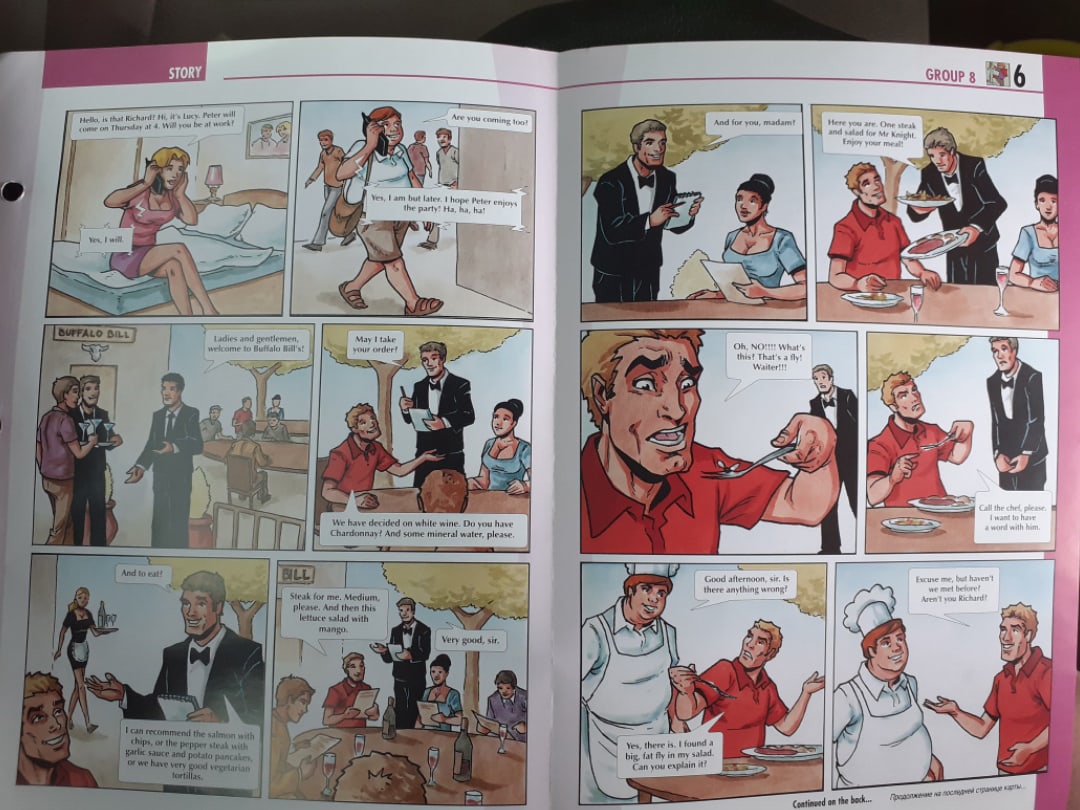 STORY
Hello, is that Richard? Hi, it's Lucy. Peter will
come on Thursday at 4. Will you be at work?
Yes, I will.
Are you coming too?
Yes, I am but later. I hope Peter enjoys
the party! Ha, ha, ha!
BUFFALO BILL
Ladies and gentlemen,
welcome to Buffalo Bill's!
May I take
your order?
We have decided on white wine. Do you have
Chardonnay? And some mineral water, please.
And to eat?
I can recommend the salmon with
chips, or the pepper steak with
garlic sauce and potato pancakes,
or we have very good vegetarian
tortillas.
BILL
Steak for me. Medium,
please. And then this
lettuce salad with
mango.
Very good, sir.
GROUP 8
6
And for you, madam?
Here you are. One steak
and salad for Mr Knight.
Enjoy your meal!
Oh, NO!!!! What's
this? That's a fly!
Waiter!!!
Call the chef, please.
I want to have
a word with him.
Good afternoon, sir. Is
there anything wrong?
Yes, there is. I found a
big, fat fly in my salad.
Can you explain it?
Escuse me, but haven't
we met before?
Aren't you Richard?
Continued on the back...
Продолжение на последней странице карты...